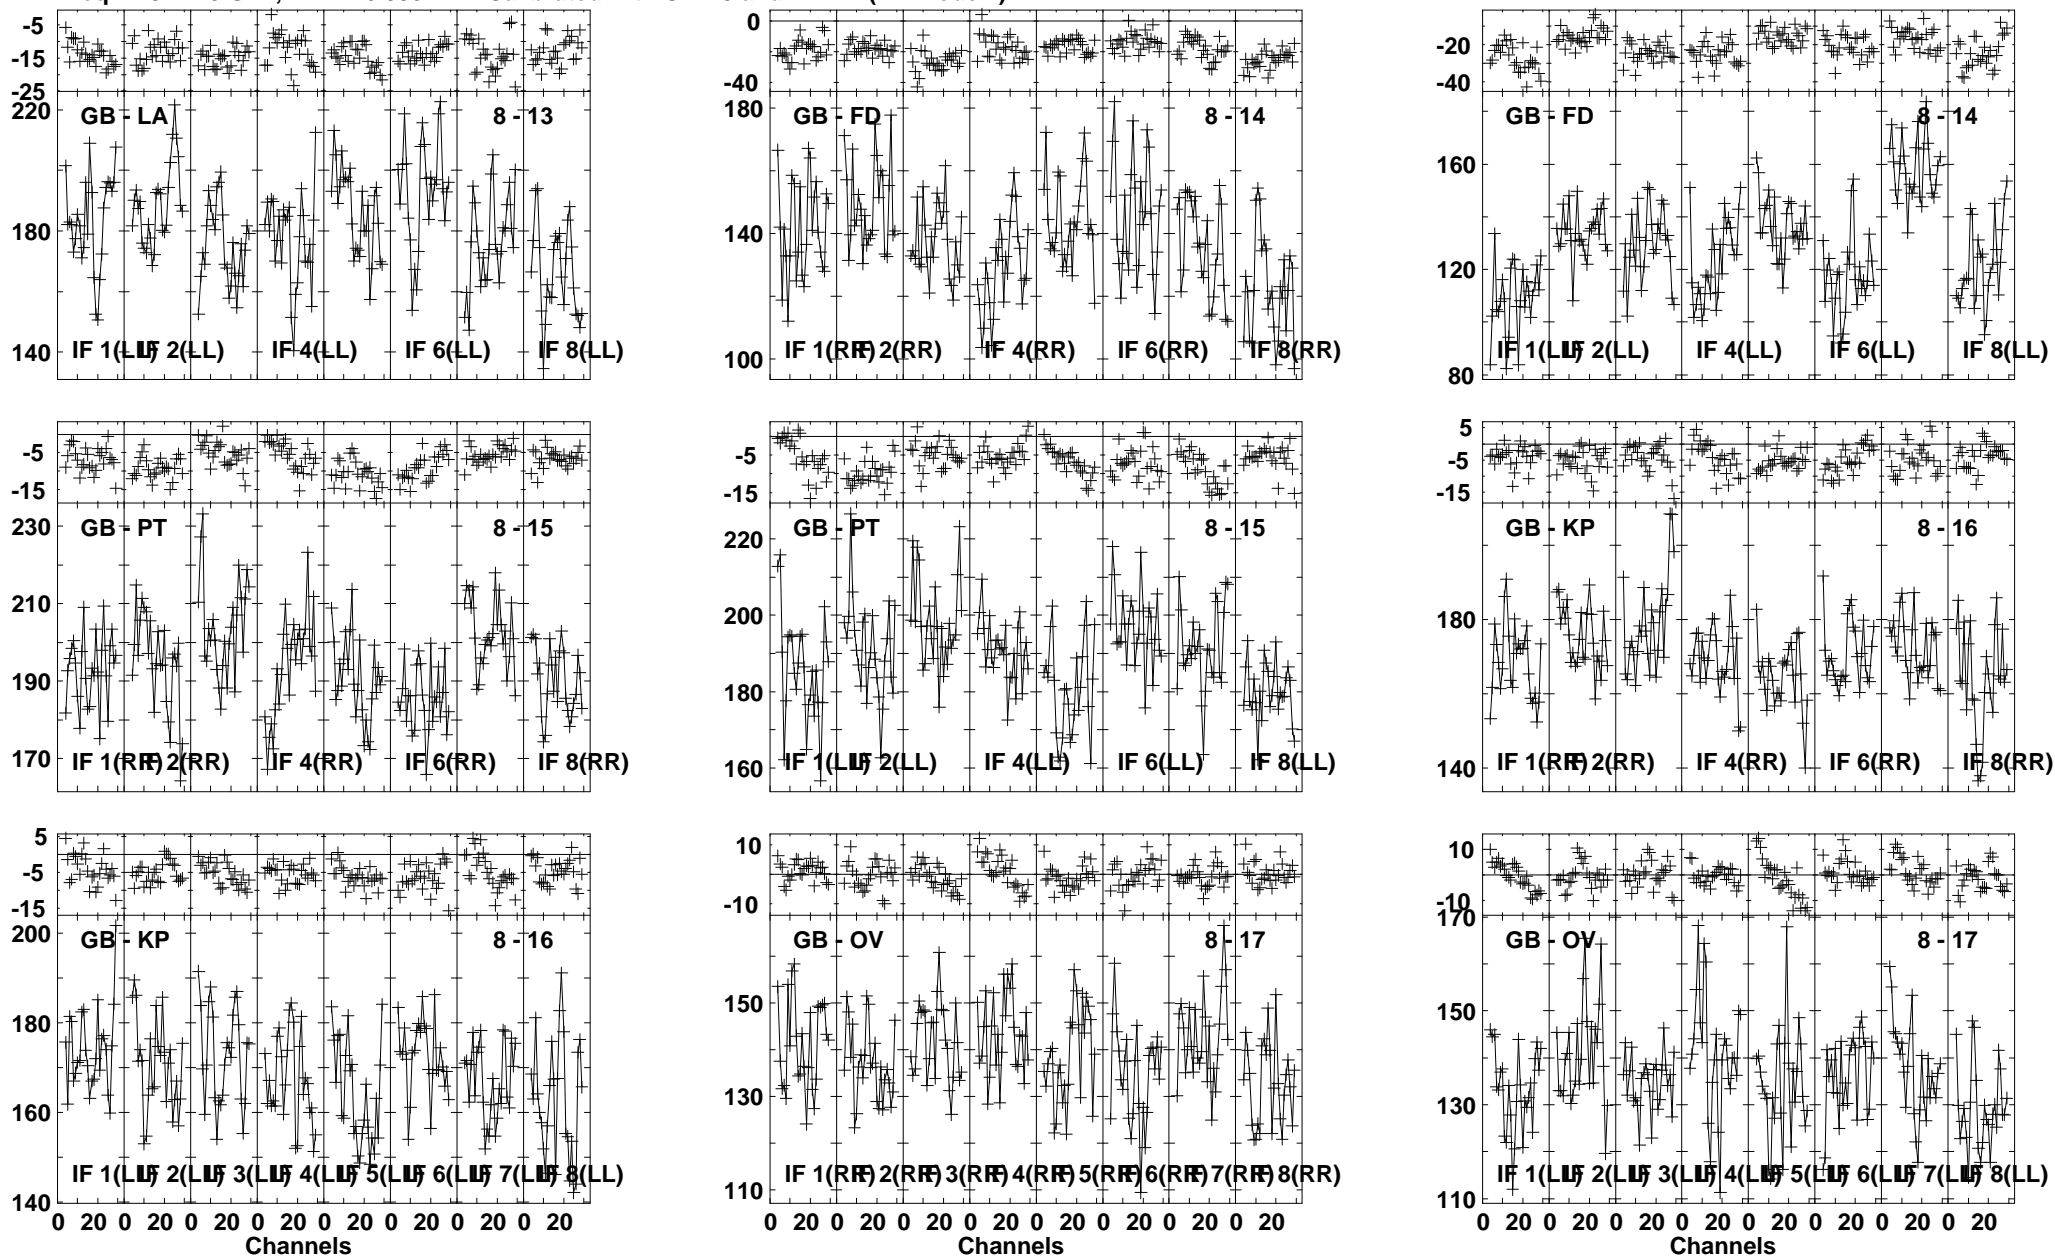 -5
-15
-25
220
180
140
GB - LA
8 - 13
IF 1(LL)
IF 2(LL)
IF 4(LL)
IF 6(LL)
IF 8(LL)
0
-40
180
140
100
GB - FD
8 - 14
IF 1(RR)
IF 2(RR)
IF 4(RR)
IF 6(RR)
IF 8(RR)
-20
-40
160
120
80
GB - FD
8 - 14
IF 1(LL)
IF 2(LL)
IF 4(LL)
IF 6(LL)
IF 8(LL)
-5
-15
230
210
190
170
GB - PT
8 - 15
IF 1(RR)
IF 2(RR)
IF 4(RR)
IF 6(RR)
IF 8(RR)
-5
-15
220
200
180
160
GB - PT
8 - 15
IF 1(LL)
IF 2(LL)
IF 4(LL)
IF 6(LL)
IF 8(LL)
5
-5
-15
180
140
GB - KP
8 - 16
IF 1(RR)
IF 2(RR)
IF 4(RR)
IF 6(RR)
IF 8(RR)
5
-5
-15
200
180
160
140
GB - KP
8 - 16
IF 1(LL)
IF 2(LL)
IF 3(LL)
IF 4(LL)
IF 5(LL)
IF 6(LL)
IF 7(LL)
IF 8(LL)
0 20 0 20 0 20 0 20 0 20 0 20 0 20 0 20
Channels
10
-10
150
130
110
GB - OV
8 - 17
IF 1(RR)
IF 2(RR)
IF 3(RR)
IF 4(RR)
IF 5(RR)
IF 6(RR)
IF 7(RR)
IF 8(RR)
0 20 0 20 0 20 0 20 0 20 0 20 0 20 0 20
Channels
10
-10
170
150
130
110
GB - OV
8 - 17
IF 1(LL)
IF 2(LL)
IF 3(LL)
IF 4(LL)
IF 5(LL)
IF 6(LL)
IF 7(LL)
IF 8(LL)
0 20 0 20 0 20 0 20 0 20 0 20 0 20 0 20
Channels